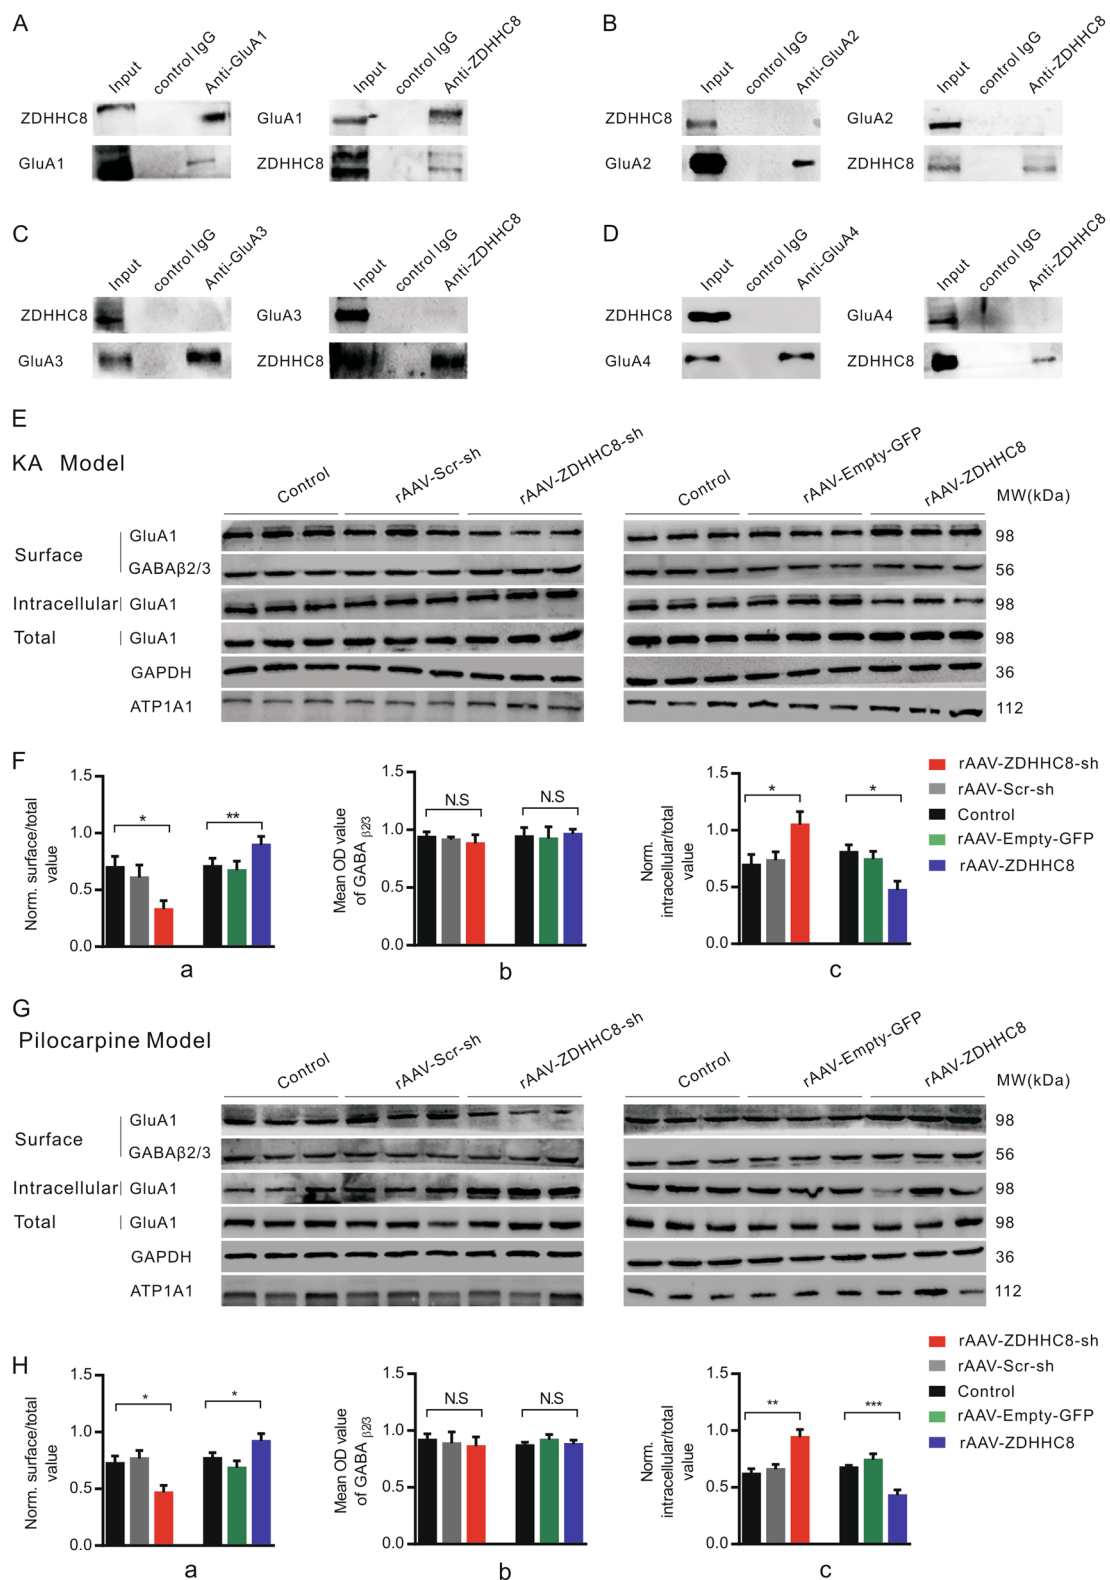 A
Input
control IgG
Anti-GluA1
ZDHHC8
GluA1
Input
control IgG
Anti-ZDHHC8
GluA1
ZDHHC8
B
Input
control IgG
Anti-GluA2
ZDHHC8
GluA2
Input
control IgG
Anti-ZDHHC8
GluA2
ZDHHC8
C
Input
control IgG
Anti-GluA3
ZDHHC8
GluA3
Input
control IgG
Anti-ZDHHC8
GluA3
ZDHHC8
D
Input
control IgG
Anti-GluA4
ZDHHC8
GluA4
Input
control IgG
Anti-ZDHHC8
GluA4
ZDHHC8
E
KA Model
Control
rAAV-Scr-sh
rAAV-ZDHHC8-sh
Control
rAAV-Empty-GFP
rAAV-ZDHHC8
MW(kDa)
Surface
GluA1
98
GABAβ2/3
56
Intracellular
GluA1
98
Total
GluA1
98
GAPDH
36
ATP1A1
112
F
Norm. surface/total
value
1.5
1.0
0.5
0.0
*
**
a
Mean OD value
of GABA β2/3
1.5
1.0
0.5
0.0
N.S
N.S
b
Norm.
intracellular/total
value
1.5
1.0
0.5
0.0
*
*
c
rAAV-ZDHHC8-sh
rAAV-Scr-sh
Control
rAAV-Empty-GFP
rAAV-ZDHHC8
G
Pilocarpine Model
Control
rAAV-Scr-sh
rAAV-ZDHHC8-sh
Control
rAAV-Empty-GFP
rAAV-ZDHHC8
MW(kDa)
Surface
GluA1
98
GABAβ2/3
56
Intracellular
GluA1
98
Total
GluA1
98
GAPDH
36
ATP1A1
112
H
Norm. surface/total
value
1.5
1.0
0.5
0.0
*
*
a
Mean OD value
of GABA β2/3
1.5
1.0
0.5
0.0
N.S
N.S
b
Norm.
intracellular/total
value
1.5
1.0
0.5
0.0
**
***
c
rAAV-ZDHHC8-sh
rAAV-Scr-sh
Control
rAAV-Empty-GFP
rAAV-ZDHHC8